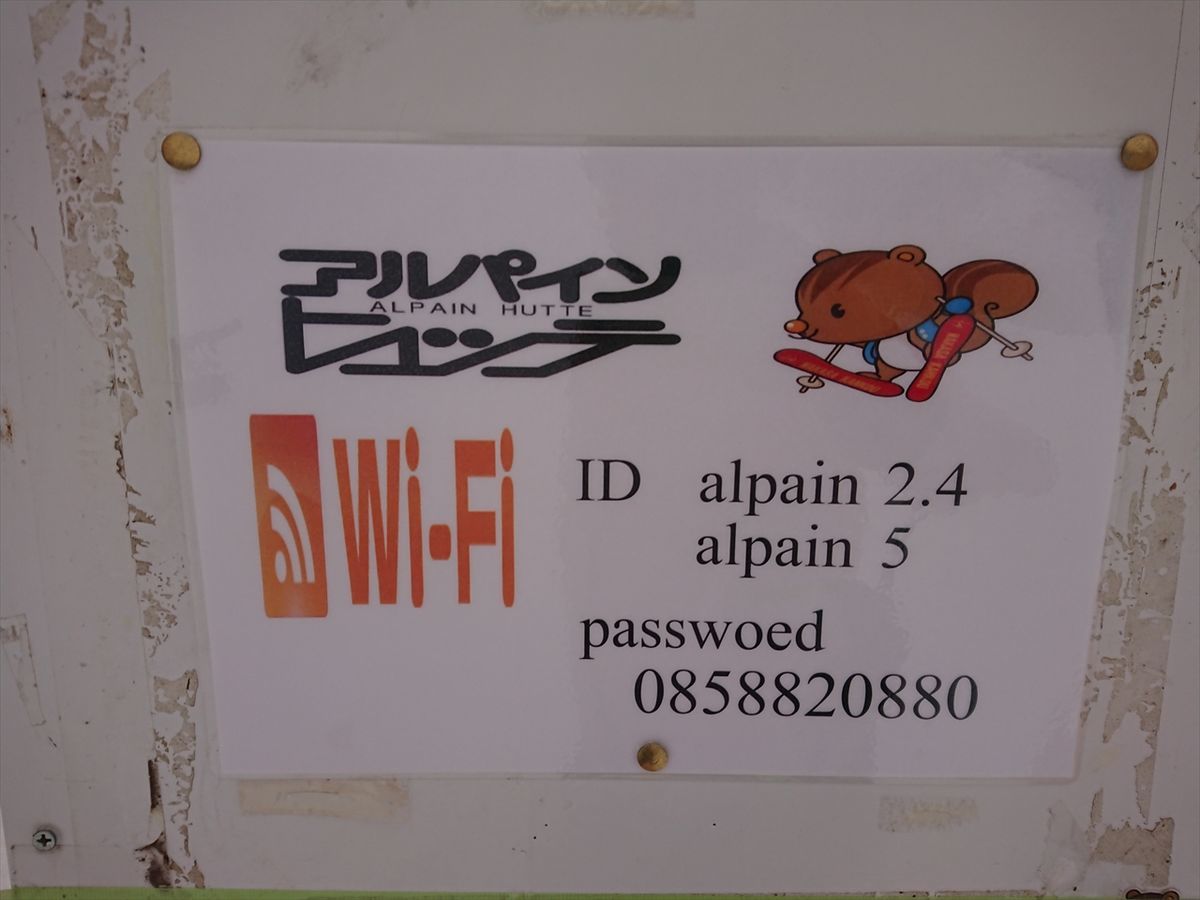 アルパイン
ALPAIN HUTTE
ヒュッテ
Wi-Fi
ID alpain 2.4
alpain 5
passwoed
0858820880